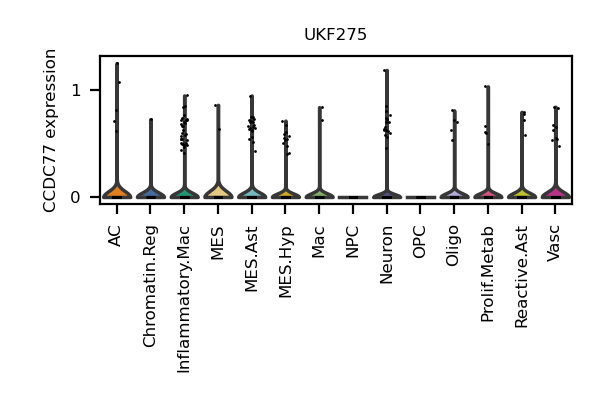 UKF275
CCDC77 expression
1
0
AC
Chromatin.Reg
Inflammatory.Mac
MES
MES.Ast
MES.Hyp
Mac
NPC
Neuron
OPC
Oligo
Prolif.Metab
Reactive.Ast
Vasc